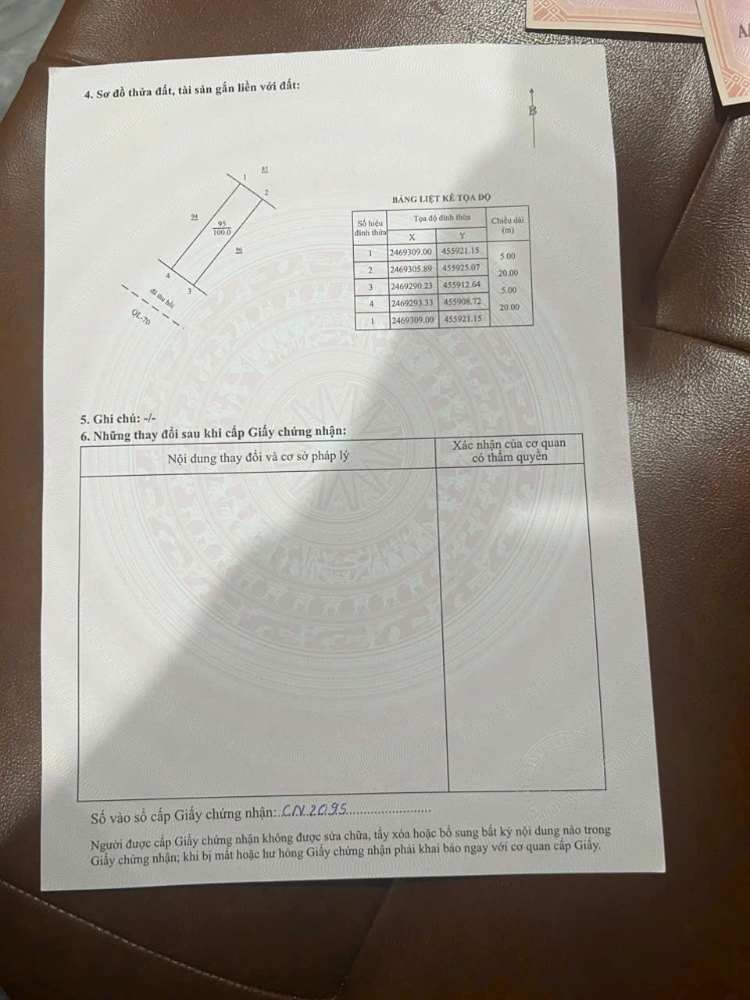 4. Sơ đồ thửa đất, tài sản gắn liền với đất:
B
85
1
2
94
95
100.0
96
4
3
đã thu hồi
QL-70
BẢNG LIỆT KÊ TỌA ĐỘ
Số hiệu đỉnh thửa Tọa độ đỉnh thửa Chiều dài (m)
X Y
1 2469309.00 455921.15
5.00
2 2469305.89 455925.07
20.00
3 2469290.23 455912.64
5.00
4 2469293.33 455908.72
20.00
1 2469309.00 455921.15
5. Ghi chú: -/-
6. Những thay đổi sau khi cấp Giấy chứng nhận:
Nội dung thay đổi và cơ sở pháp lý
Xác nhận của cơ quan
có thẩm quyền
Số vào sổ cấp Giấy chứng nhận: CN 2095
Người được cấp Giấy chứng nhận không được sửa chữa, tẩy xóa hoặc bổ sung bất kỳ nội dung nào trong
Giấy chứng nhận; khi bị mất hoặc hư hỏng Giấy chứng nhận phải khai báo ngay với cơ quan cấp Giấy.